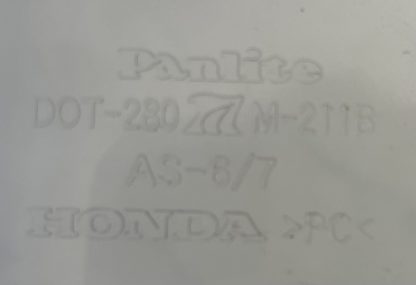 Panlite
DOT-280 M-211B
AS-6/7
HONDA >PC<